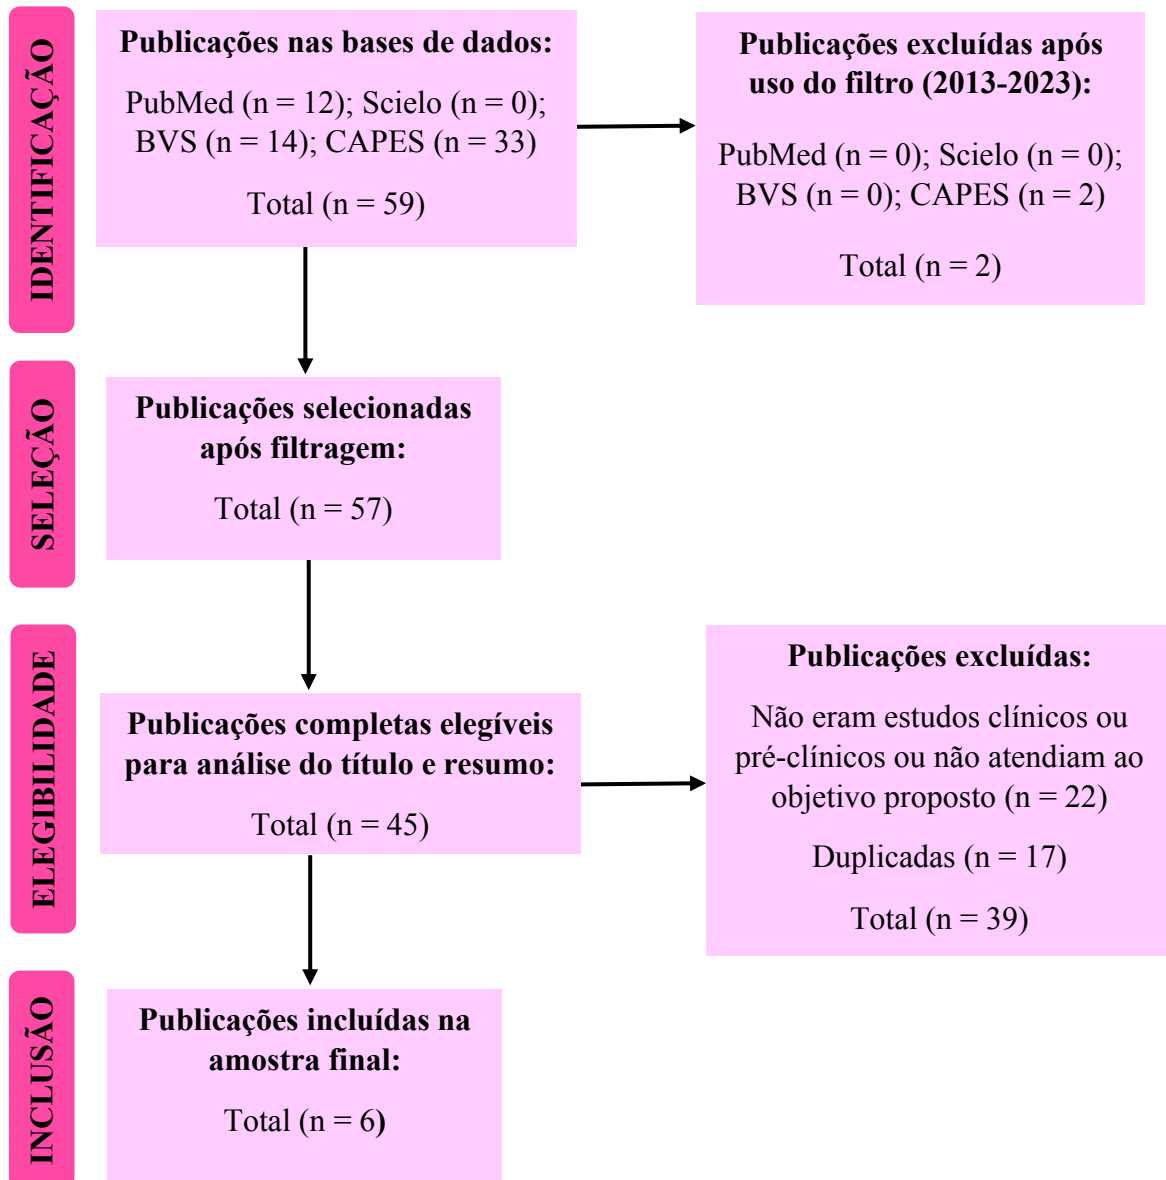 IDENTIFICAÇÃO
Publicações nas bases de dados:
PubMed (n = 12); Scielo (n = 0);
BVS (n = 14); CAPES (n = 33)
Total (n = 59)
Publicações excluídas após
uso do filtro (2013-2023):
PubMed (n = 0); Scielo (n = 0);
BVS (n = 0); CAPES (n = 2)
Total (n = 2)
SELEÇÃO
Publicações selecionadas
após filtragem:
Total (n = 57)
ELEGIBILIDADE
Publicações completas elegíveis
para análise do título e resumo:
Total (n = 45)
Publicações excluídas:
Não eram estudos clínicos ou
pré-clínicos ou não atendiam ao
objetivo proposto (n = 22)
Duplicadas (n = 17)
Total (n = 39)
INCLUSÃO
Publicações incluídas na
amostra final:
Total (n = 6)